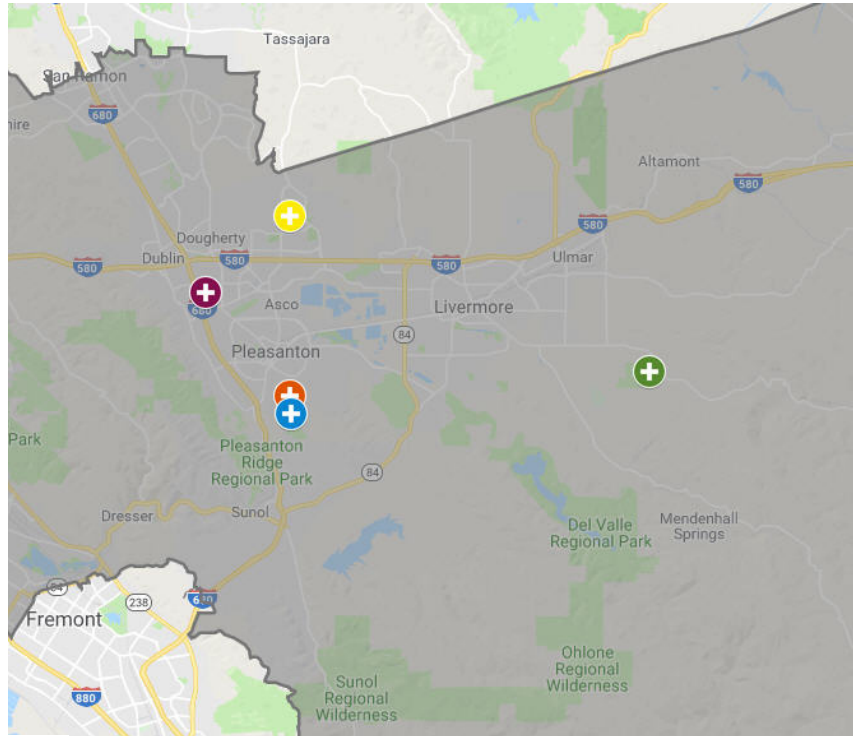 Tassajara
San Ramon
680
hire
Altamont
580
580
Dougherty
Dublin
580
580
580
Ulmar
680
Asco
Livermore
84
Pleasanton
Park
Pleasanton
Ridge
Regional Park
84
Dresser
Sunol
Del Valle
Regional Park
Mendenhall
Springs
84
238
680
Fremont
880
Sunol
Regional
Wilderness
Ohlone
Regional
Wilderness